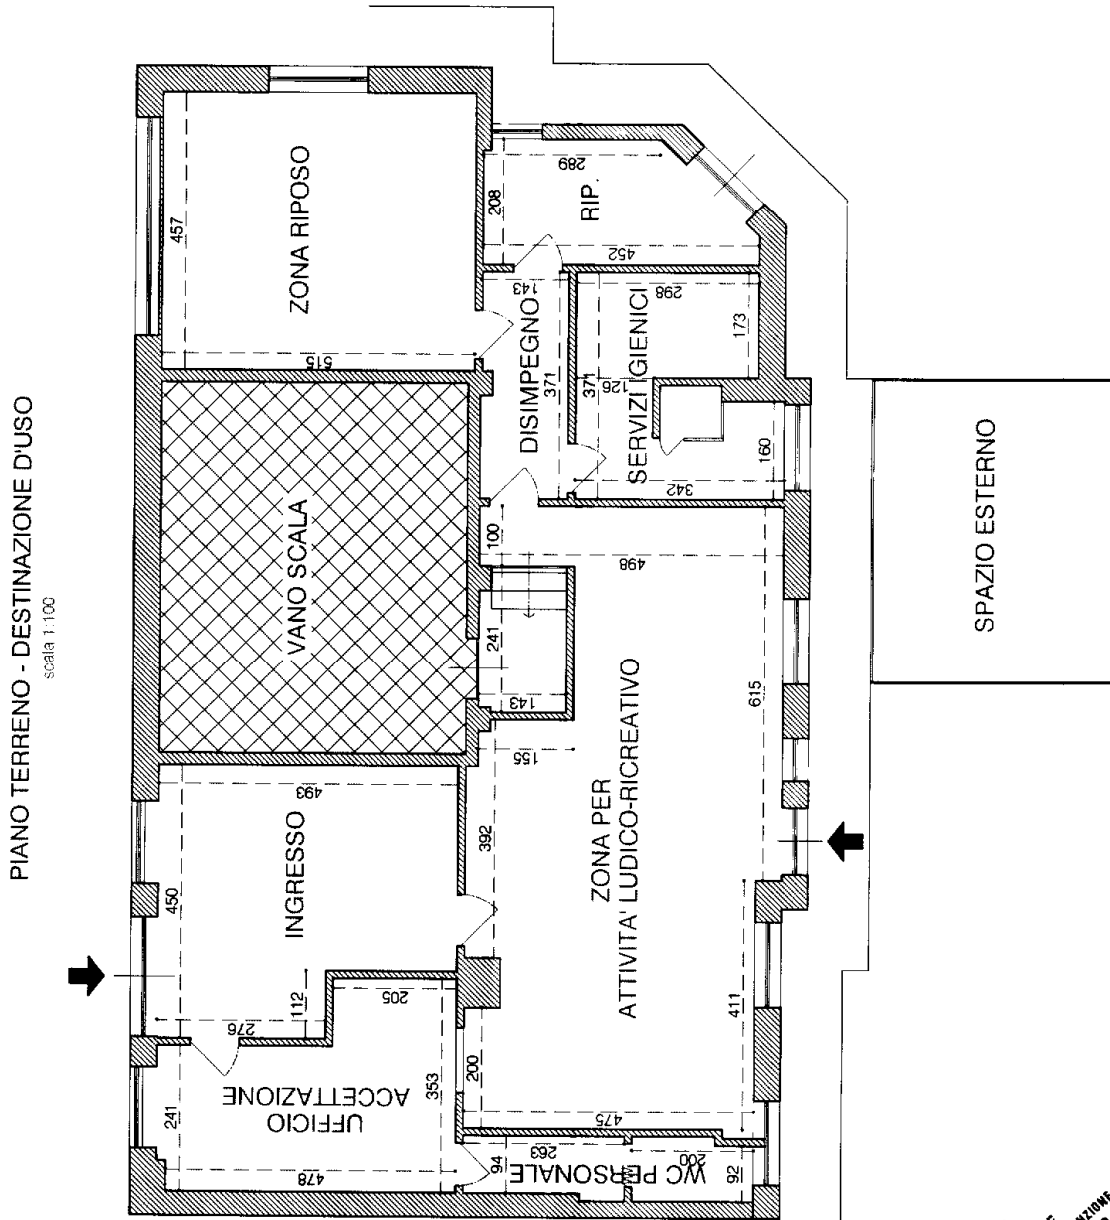 PIANO TERRENO - DESTINAZIONE D'USO
scala 1:100
ZONA RIPOSO
457
515
RIP.
289
208
452
DISIMPEGNO
143
371
SERVIZI IGIENICI
298
173
371
126
342
160
VANO SCALA
100
241
143
155
498
615
SPAZIO ESTERNO
INGRESSO
493
450
112
276
392
ZONA PER
ATTIVITA' LUDICO-RICREATIVO
411
200
475
UFFICIO
ACCETTAZIONE
205
353
241
478
WC PERSONALE
263
94
200
92